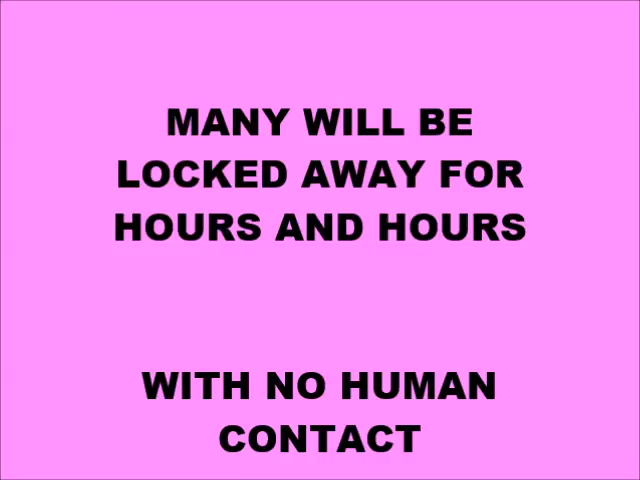 MANY WILL BE
LOCKED AWAY FOR
HOURS AND HOURS
WITH NO HUMAN
CONTACT